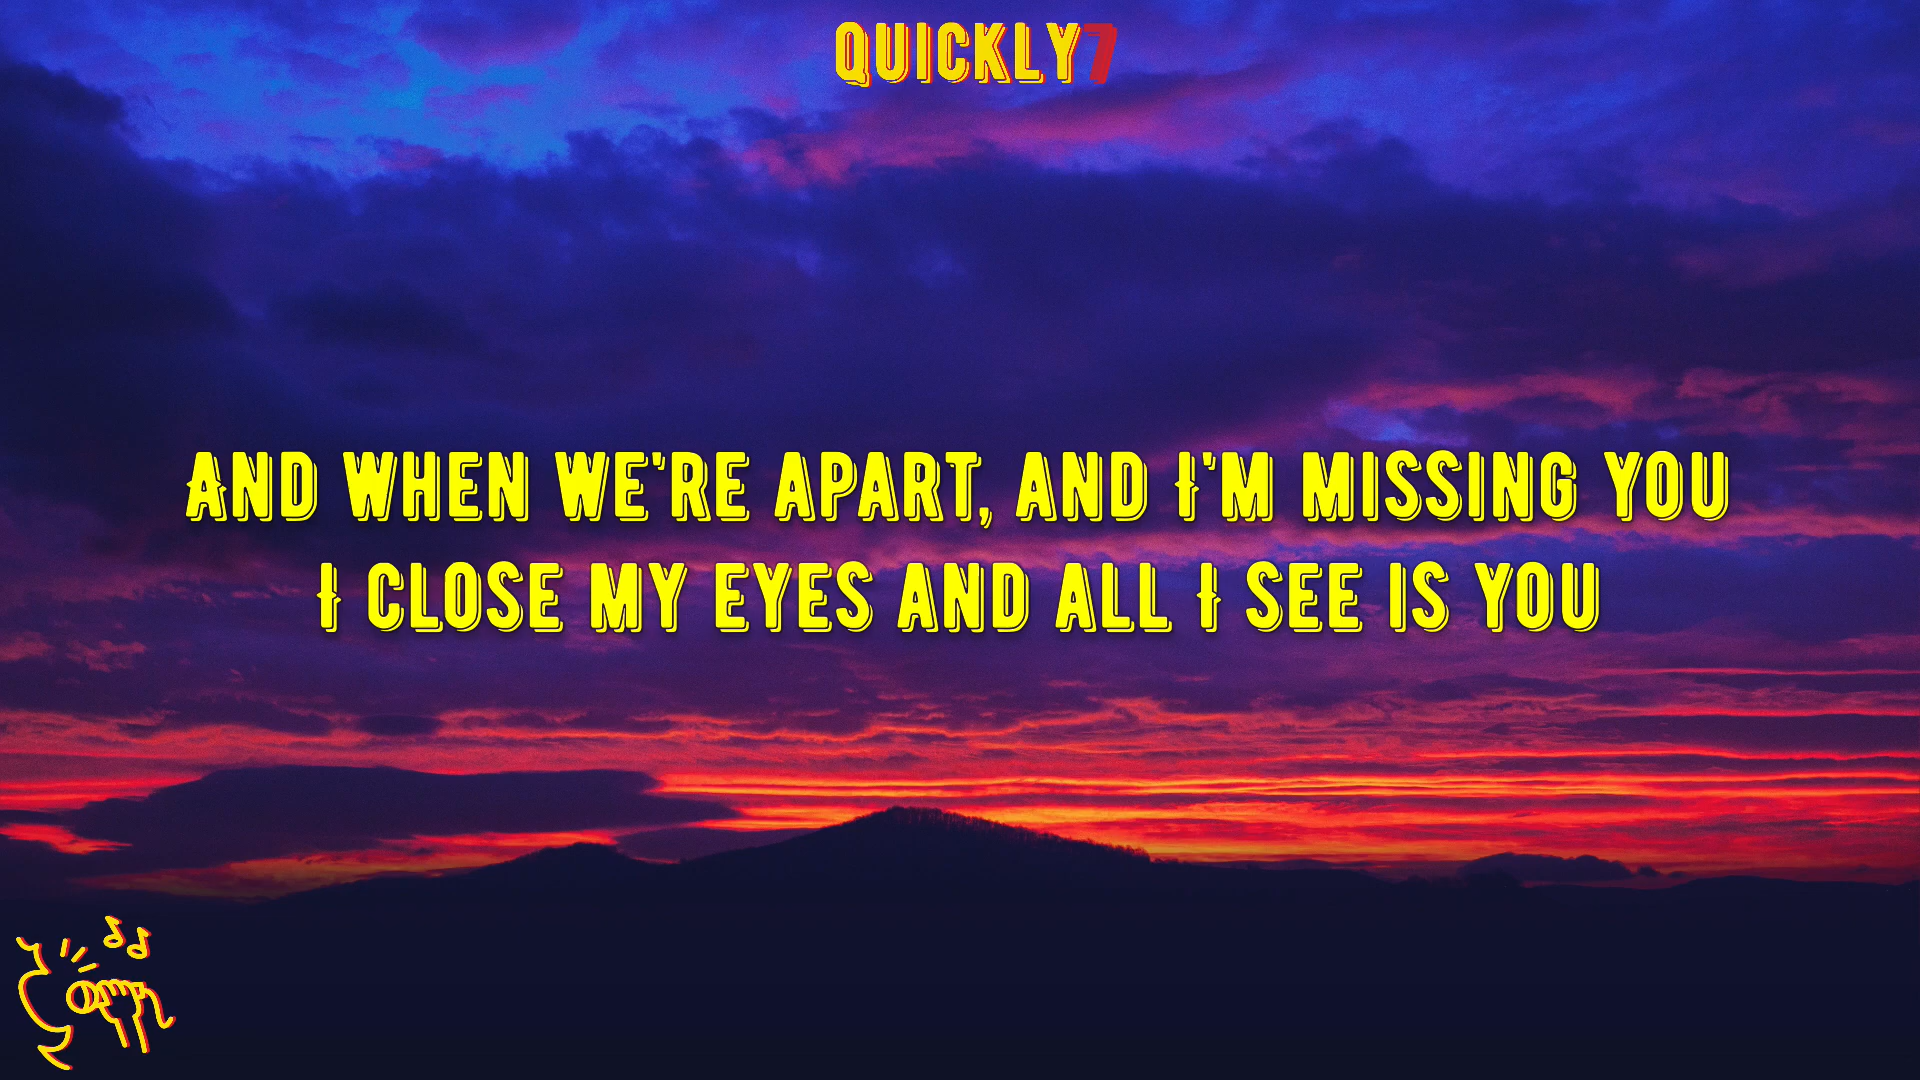 QUICKLY7
AND WHEN WE'RE APART, AND I'M MISSING YOU
I CLOSE MY EYES AND ALL I SEE IS YOU